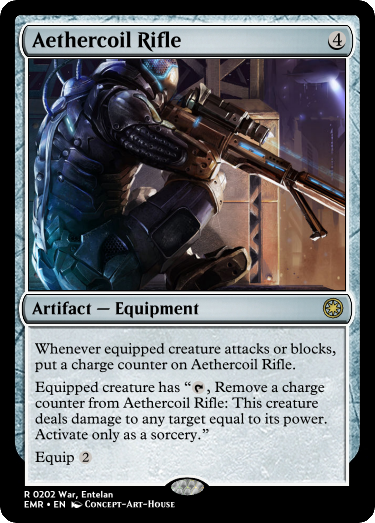 Aethercoil Rifle 4
Artifact — Equipment
Whenever equipped creature attacks or blocks,
put a charge counter on Aethercoil Rifle.
Equipped creature has “, Remove a charge
counter from Aethercoil Rifle: This creature
deals damage to any target equal to its power.
Activate only as a sorcery.”
Equip 2
R 0202 War, Entelan
EMR • EN Concept-Art-House